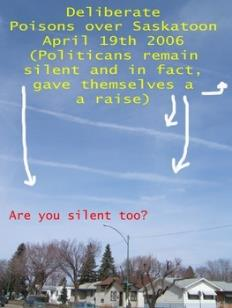 Deliberate
Poisons over Saskatoon
April 19th 2006
(Politicans remain
silent and in fact,
gave themselves a
a raise)
Are you silent too?